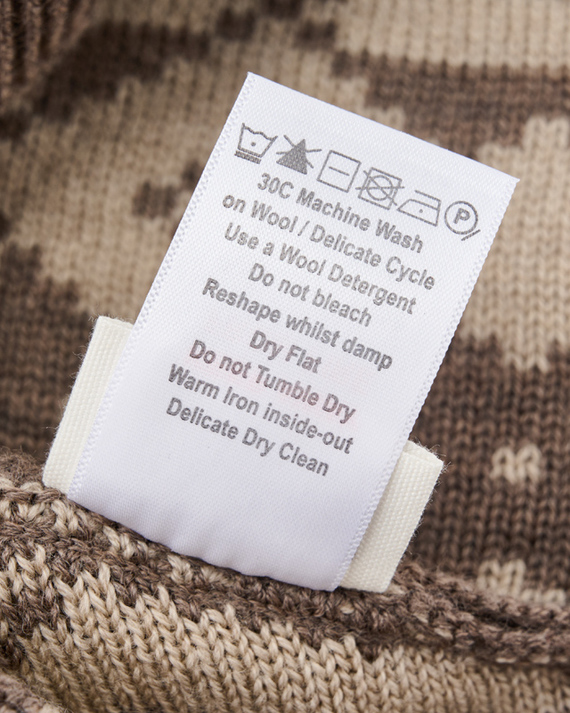 P
30C Machine Wash
on Wool / Delicate Cycle
Use a Wool Detergent
Do not bleach
Reshape whilst damp
Dry Flat
Do not Tumble Dry
Warm Iron inside-out
Delicate Dry Clean